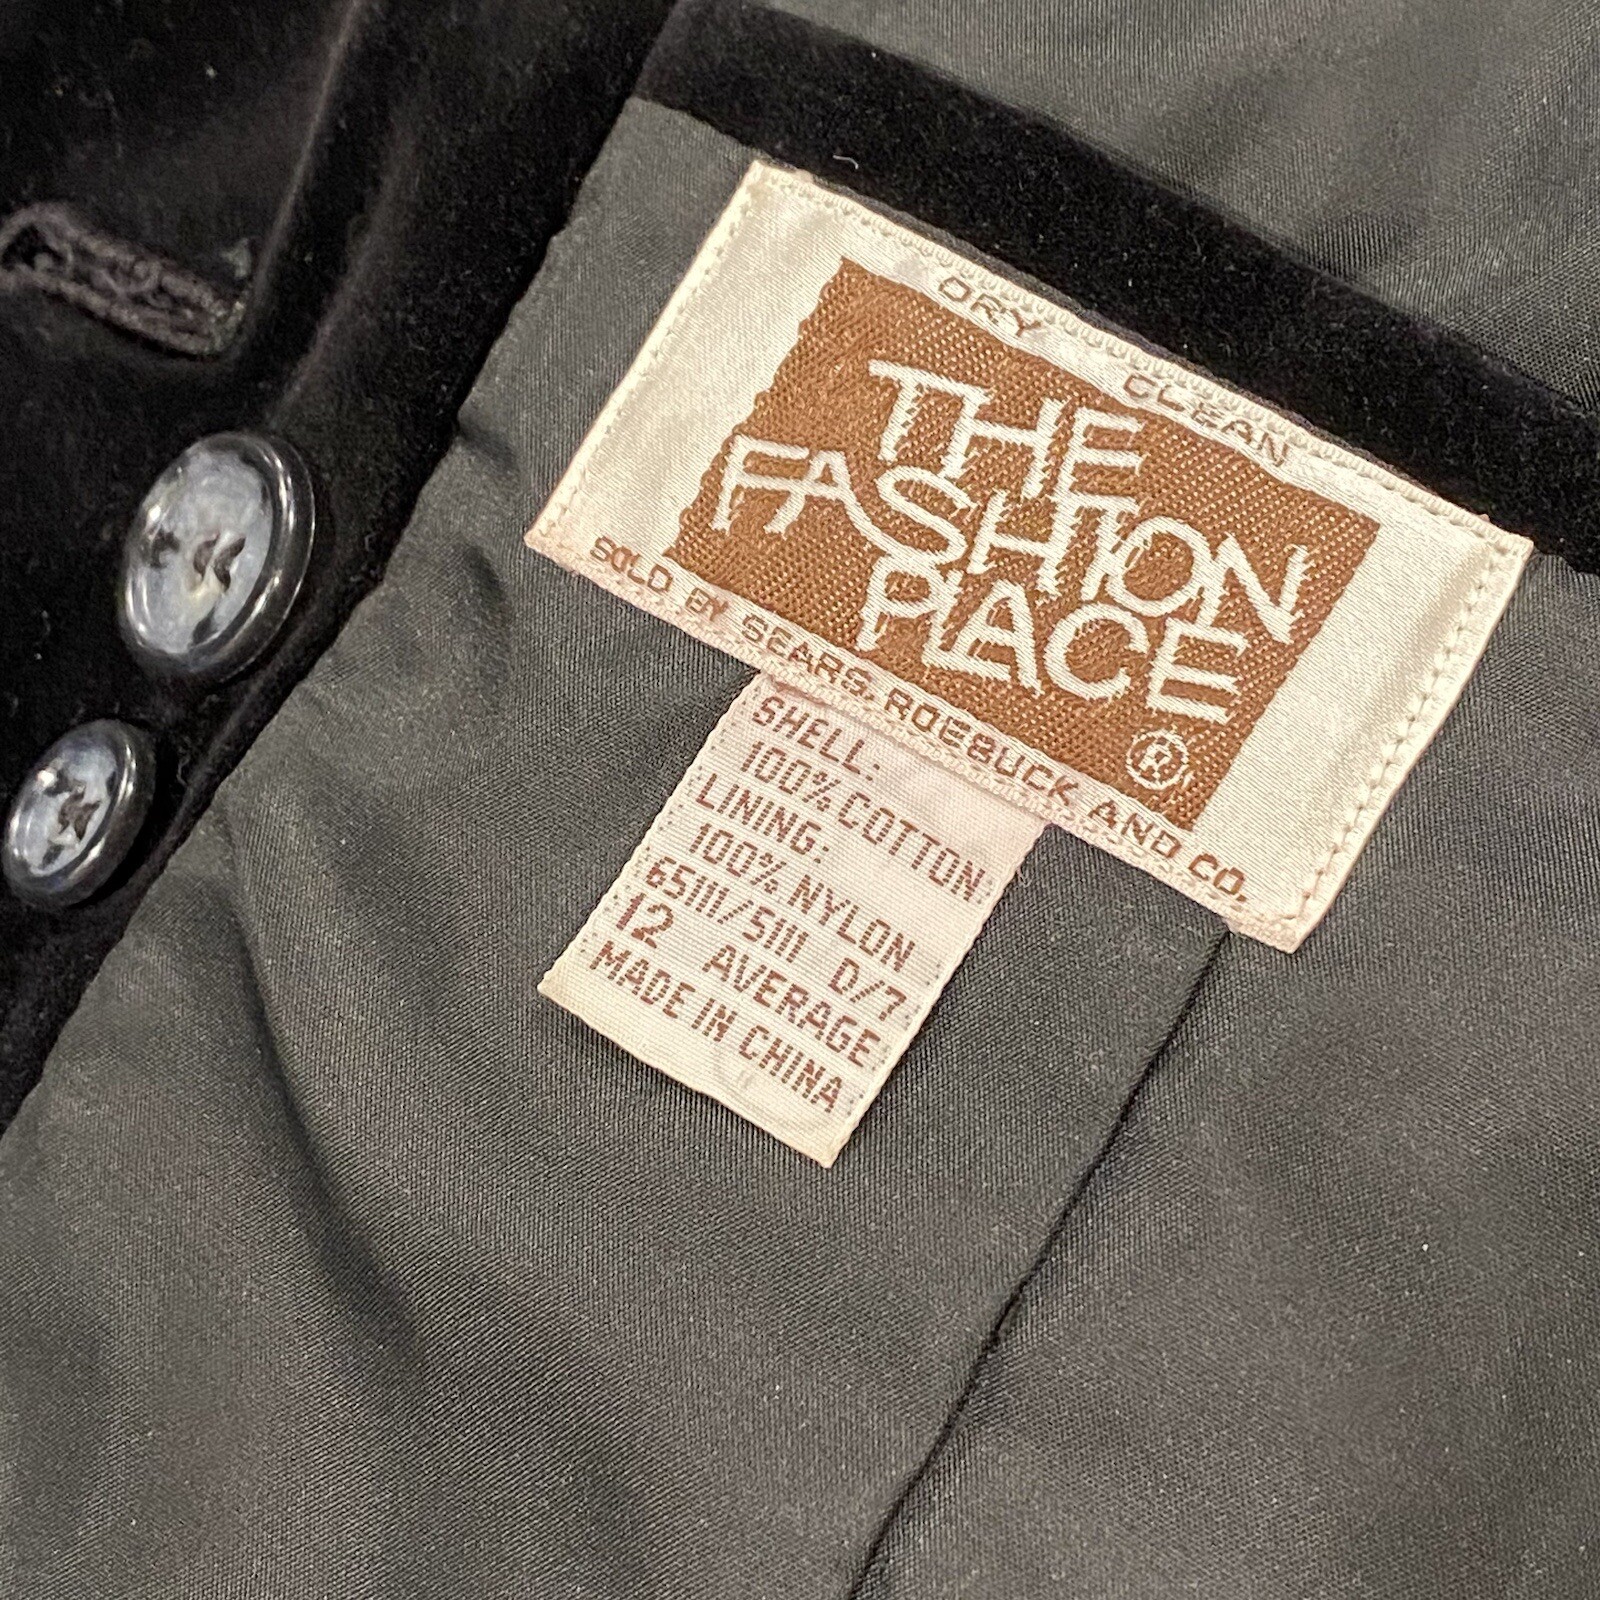 DRY CLEAN
THE
FASHION
PLACE
®
SOLD BY SEARS, ROEBUCK AND CO.
SHELL:
100% COTTON
LINING:
100% NYLON
65111/5111 D/7
12 AVERAGE
MADE IN CHINA